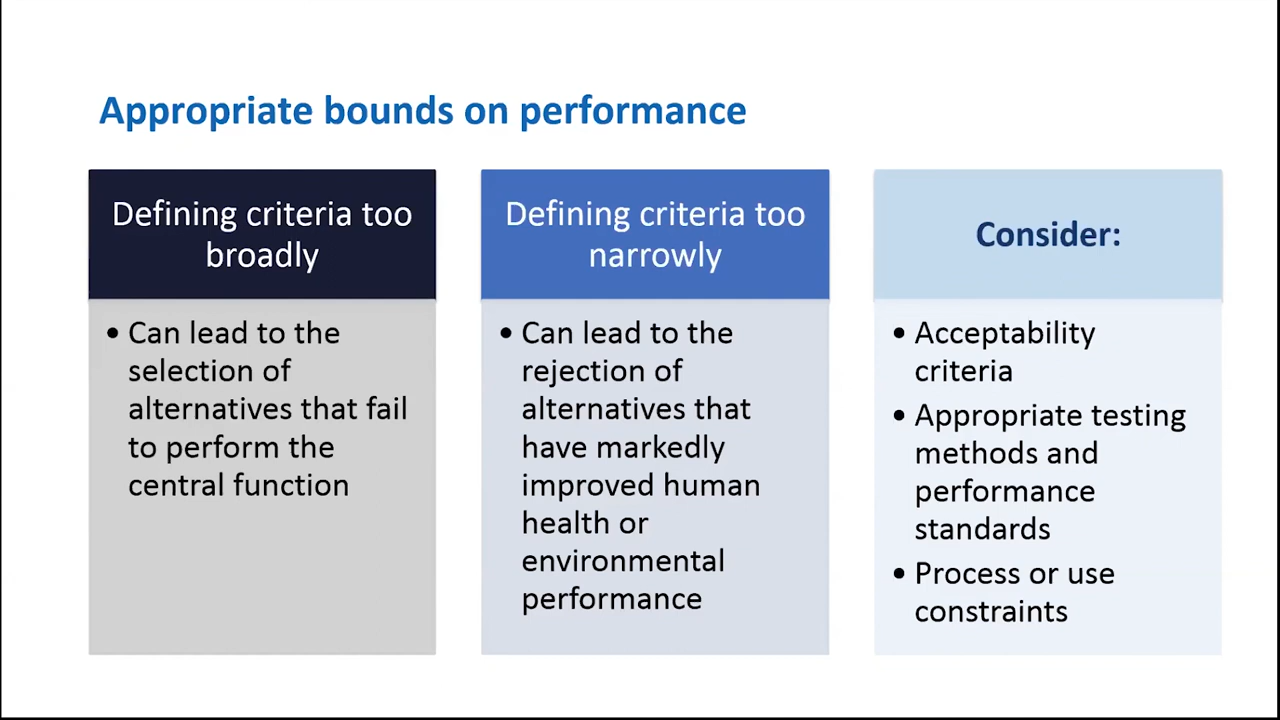 Appropriate bounds on performance
Defining criteria too
broadly
• Can lead to the
selection of
alternatives that fail
to perform the
central function
Defining criteria too
narrowly
• Can lead to the
rejection of
alternatives that
have markedly
improved human
health or
environmental
performance
Consider:
• Acceptability
criteria
• Appropriate testing
methods and
performance
standards
• Process or use
constraints